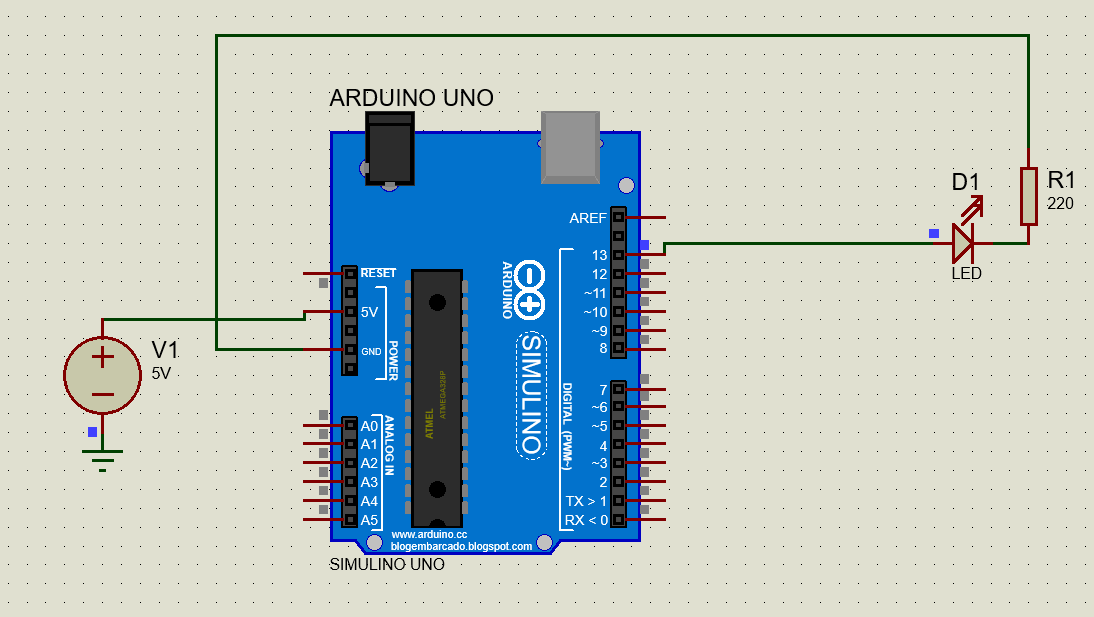 ARDUINO UNO
D1
R1
220
LED
AREF
13
12
~11
~10
~9
8
7
~6
~5
4
~3
2
TX > 1
RX < 0
DIGITAL (PWM~)
ARDUINO
SIMULINO
RESET
5V
GND
POWER
V1
5V
A0
A1
A2
A3
A4
A5
ANALOG IN
ATMEL
ATMEGA328P
www.arduino.cc
blogembarcado.blogspot.com
SIMULINO UNO